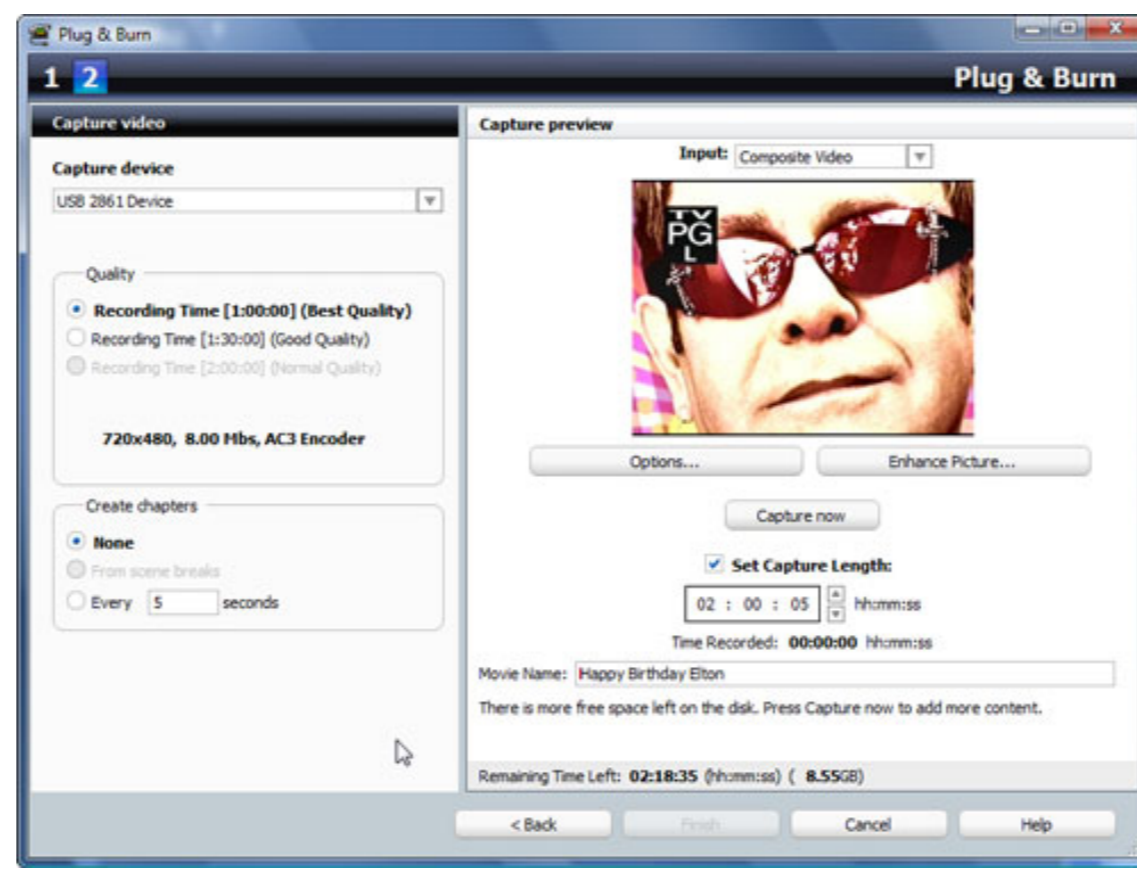 Plug & Burn
1 2
Plug & Burn
Capture video
Capture device
USB 2861 Device
Quality
Recording Time [1:00:00] (Best Quality)
Recording Time [1:30:00] (Good Quality)
Recording Time [2:00:00] (Normal Quality)
720x480, 8.00 Mbs, AC3 Encoder
Create chapters
None
From scene breaks
Every 5 seconds
Capture preview
Input: Composite Video
TV
PG
L
Options...
Enhance Picture...
Capture now
Set Capture Length:
02 : 00 : 05 hh:mm:ss
Time Recorded: 00:00:00 hh:mm:ss
Movie Name: Happy Birthday Elton
There is more free space left on the disk. Press Capture now to add more content.
Remaining Time Left: 02:18:35 (hh:mm:ss) ( 8.55GB)
< Back
Finish
Cancel
Help